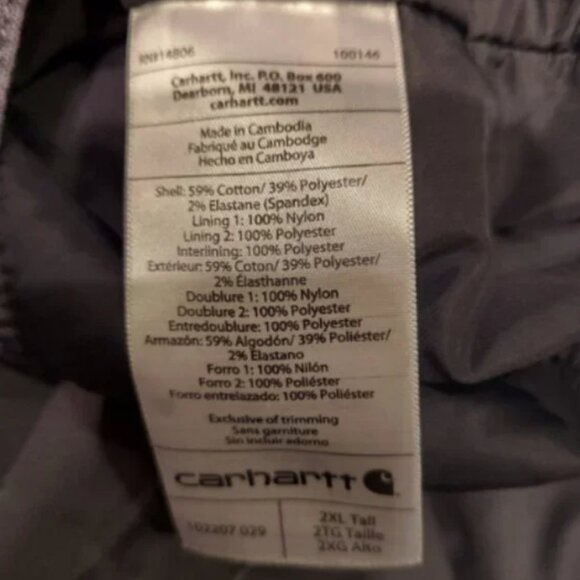 RN#14806 100146
Carhartt, Inc. P.O. Box 600
Dearborn, MI 48121 USA
carhartt.com
Made in Cambodia
Fabriqué au Cambodge
Hecho en Camboya
Shell: 59% Cotton/ 39% Polyester/
2% Elastane (Spandex)
Lining 1: 100% Nylon
Lining 2: 100% Polyester
Interlining: 100% Polyester
Extérieur: 59% Coton/ 39% Polyester/
2% Élasthanne
Doublure 1: 100% Nylon
Doublure 2: 100% Polyester
Entredoublure: 100% Polyester
Armazón: 59% Algodón/ 39% Poliéster/
2% Elastano
Forro 1: 100% Nilón
Forro 2: 100% Poliéster
Forro entrelazado: 100% Poliéster
Exclusive of trimming
Sans garniture
Sin incluir adorno
carhartt
102207 029
2XL Tall
2TG Taille
2XG Alto